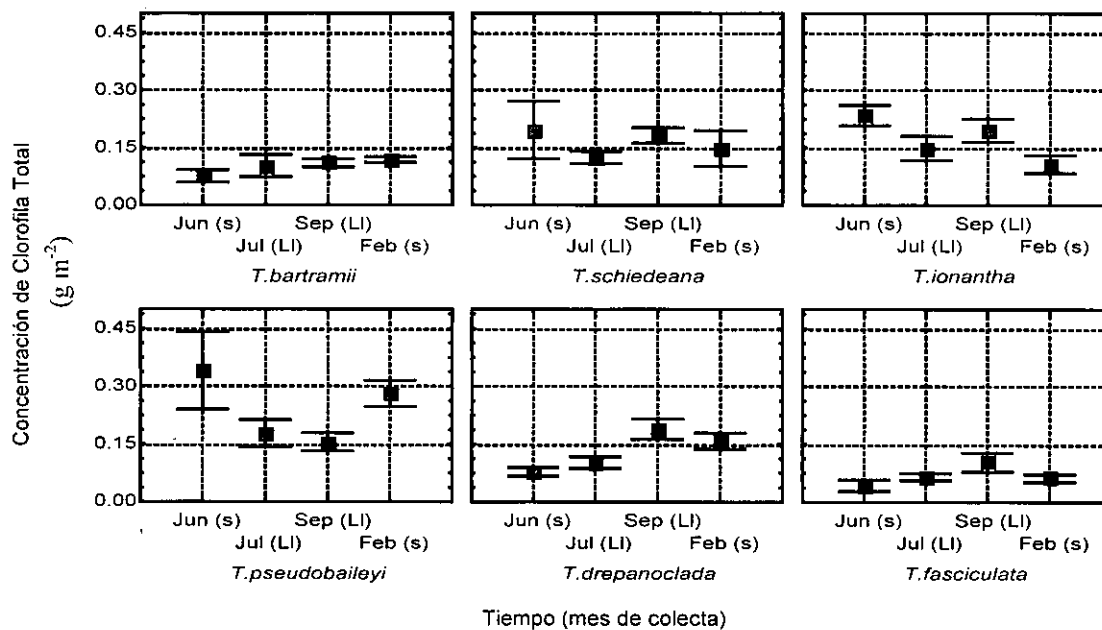 Concentración de Clorofila Total
(g m⁻²)
0.45
0.30
0.15
0.00
Jun (s)
Sep (Ll)
Jul (Ll)
Feb (s)
T.bartramii
Jun (s)
Sep (Ll)
Jul (Ll)
Feb (s)
T.schiedeana
Jun (s)
Sep (Ll)
Jul (Ll)
Feb (s)
T.ionantha
0.45
0.30
0.15
0.00
Jun (s)
Sep (Ll)
Jul (Ll)
Feb (s)
T.pseudobaileyi
Jun (s)
Sep (Ll)
Jul (Ll)
Feb (s)
T.drepanoclada
Jun (s)
Sep (Ll)
Jul (Ll)
Feb (s)
T.fasciculata
Tiempo (mes de colecta)